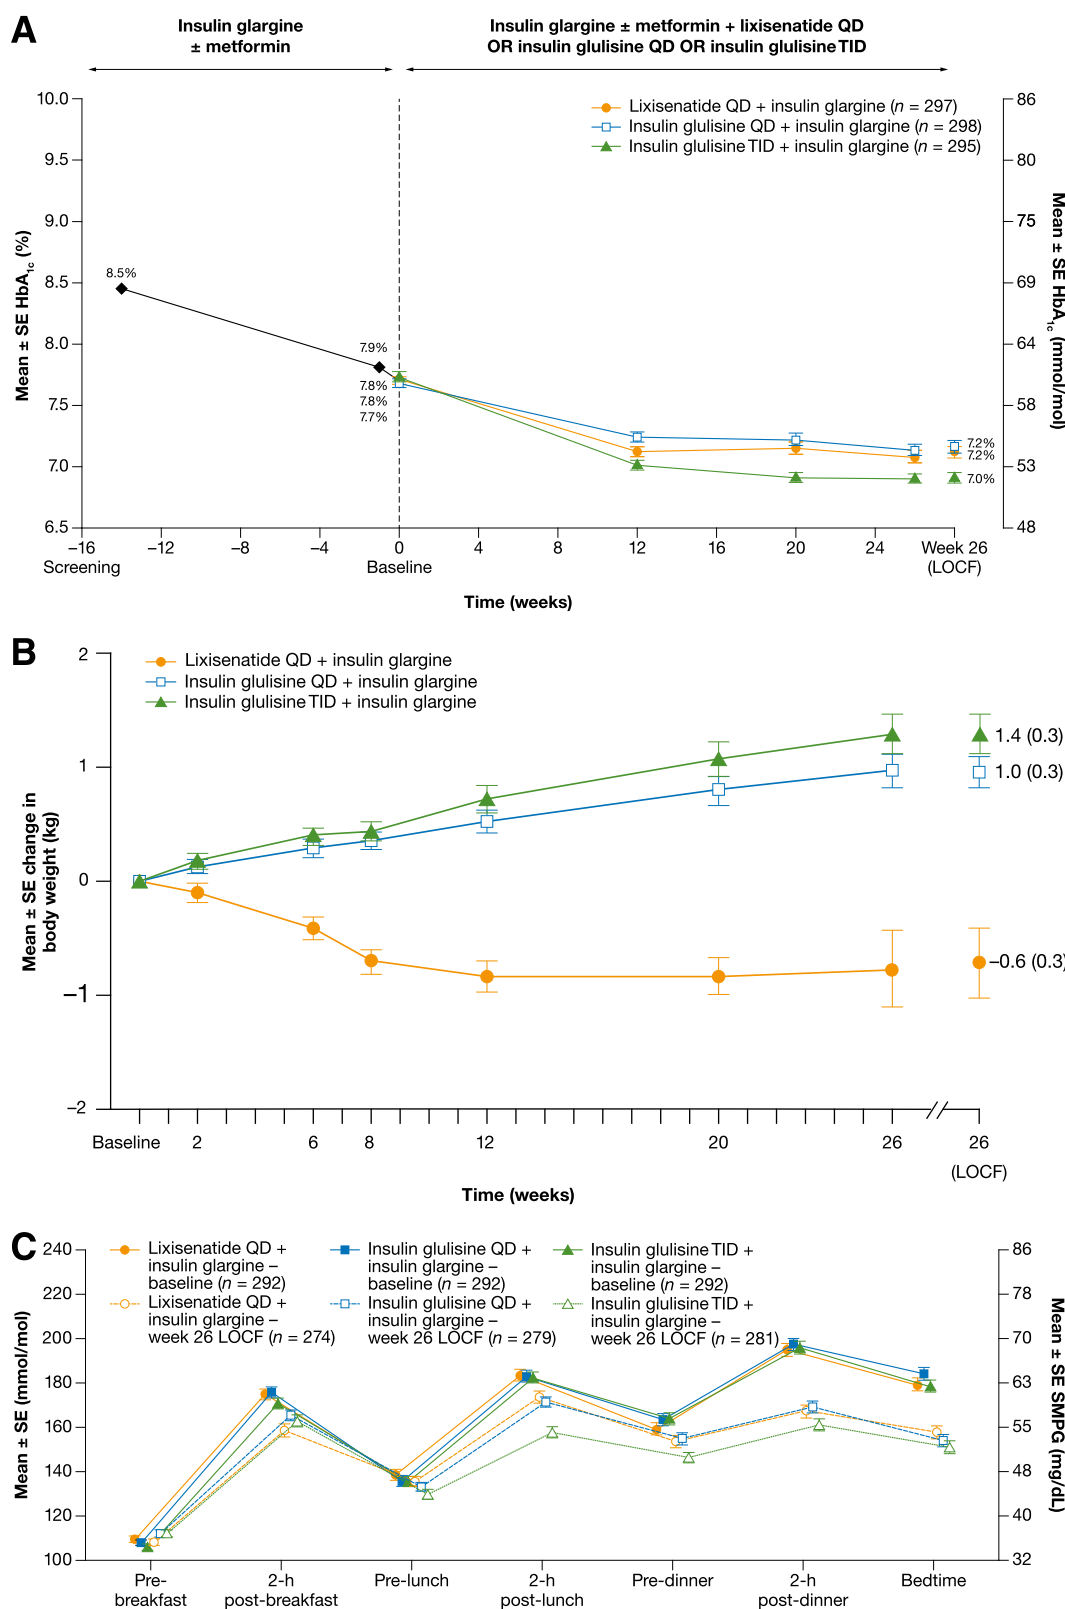 A
Insulin glargine
± metformin
Insulin glargine ± metformin + lixisenatide QD
OR insulin glulisine QD OR insulin glulisine TID
Lixisenatide QD + insulin glargine (n = 297)
Insulin glulisine QD + insulin glargine (n = 298)
Insulin glulisine TID + insulin glargine (n = 295)
Mean ± SE HbA1c (%)
10.0
9.5
9.0
8.5
8.0
7.5
7.0
6.5
8.5%
7.9%
7.8%
7.8%
7.7%
7.2%
7.2%
7.0%
86
80
75
69
64
58
53
48
Mean ± SE HbA1c (mmol/mol)
–16 –12 –8 –4 0 4 8 12 16 20 24 Week 26
Screening Baseline (LOCF)
Time (weeks)
B
Lixisenatide QD + insulin glargine
Insulin glulisine QD + insulin glargine
Insulin glulisine TID + insulin glargine
Mean ± SE change in
body weight (kg)
2
1
0
–1
–2
1.4 (0.3)
1.0 (0.3)
–0.6 (0.3)
Baseline 2 6 8 12 20 26 26
(LOCF)
Time (weeks)
C
Lixisenatide QD +
insulin glargine –
baseline (n = 292)
Lixisenatide QD +
insulin glargine –
week 26 LOCF (n = 274)
Insulin glulisine QD +
insulin glargine –
baseline (n = 292)
Insulin glulisine QD +
insulin glargine –
week 26 LOCF (n = 279)
Insulin glulisine TID +
insulin glargine –
baseline (n = 292)
Insulin glulisine TID +
insulin glargine –
week 26 LOCF (n = 281)
Mean ± SE (mmol/mol)
240
220
200
180
160
140
120
100
86
78
70
63
55
48
40
32
Mean ± SE SMPG (mg/dL)
Pre- 2-h Pre-lunch 2-h Pre-dinner 2-h Bedtime
breakfast post-breakfast post-lunch post-dinner